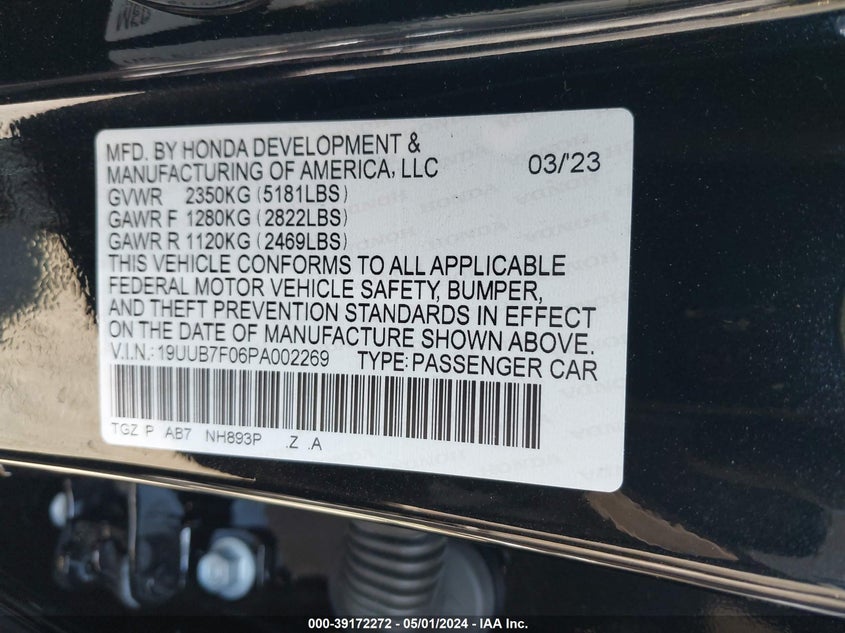 MFD. BY HONDA DEVELOPMENT &
MANUFACTURING OF AMERICA, LLC 03/'23
GVWR 2350KG (5181LBS)
GAWR F 1280KG (2822LBS)
GAWR R 1120KG (2469LBS)
THIS VEHICLE CONFORMS TO ALL APPLICABLE
FEDERAL MOTOR VEHICLE SAFETY, BUMPER,
AND THEFT PREVENTION STANDARDS IN EFFECT
ON THE DATE OF MANUFACTURE SHOWN ABOVE.
V.I.N.: 19UUB7F06PA002269 TYPE: PASSENGER CAR
TGZ P AB7 NH893P .Z .A
000-39172272 - 05/01/2024 - IAA Inc.